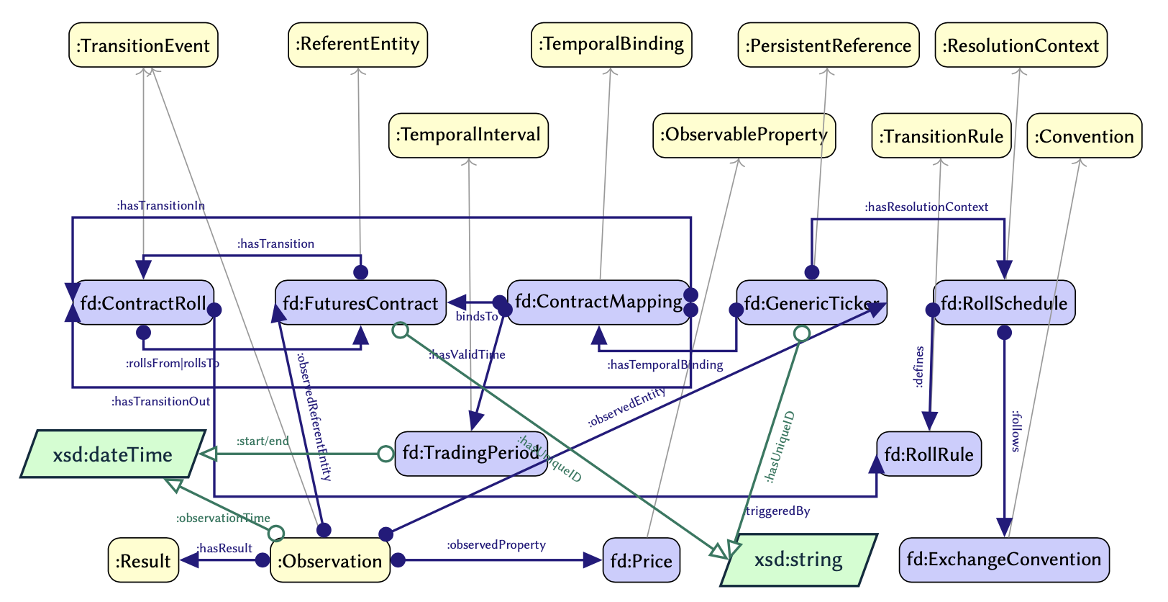 :TransitionEvent
:ReferentEntity
:TemporalBinding
:PersistentReference
:ResolutionContext
:TemporalInterval
:ObservableProperty
:TransitionRule
:Convention
:hasTransitionIn
:hasResolutionContext
:hasTransition
fd:ContractRoll
fd:FuturesContract
fd:ContractMapping
fd:GenericTicker
fd:RollSchedule
bindsTo
:rollsFrom|rollsTo
:observedReferentEntity
:hasValidTime
:hasTemporalBinding
:defines
:hasTransitionOut
:observedEntity
:follows
xsd:dateTime
:start/end
fd:TradingPeriod
:hasUniqueID
:hasUniqueID
fd:RollRule
:observationTime
triggeredBy
:Result
:hasResult
:Observation
:observedProperty
fd:Price
xsd:string
fd:ExchangeConvention